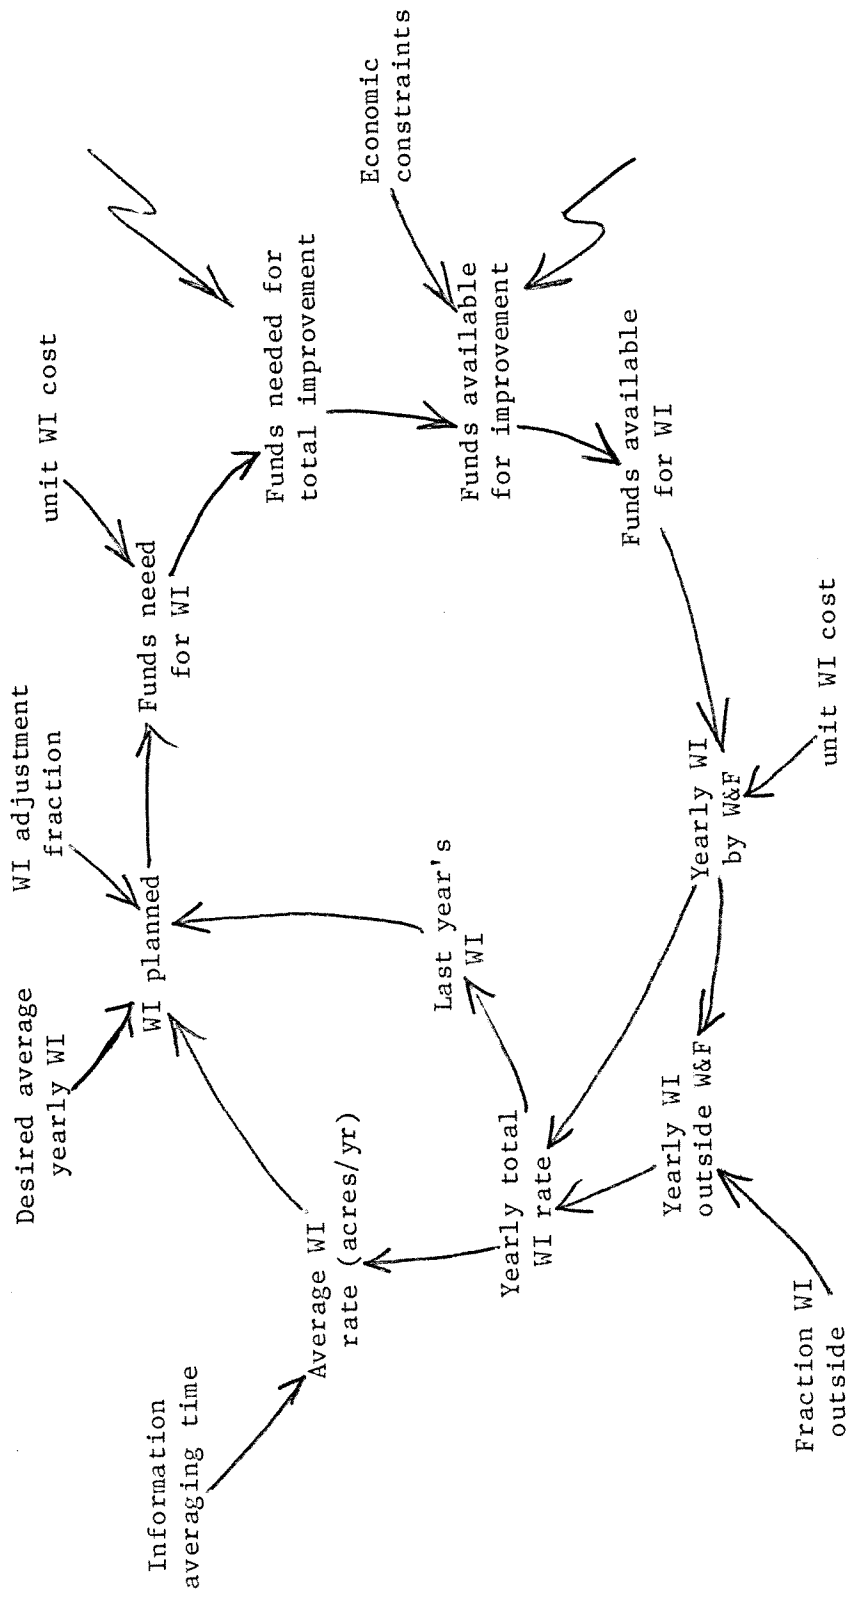 Information
averaging time
Desired average
yearly WI
WI adjustment
fraction
unit WI cost
Average WI
rate (acres/yr)
WI planned
Funds neeed
for WI
Funds needed for
total improvement
Economic
constraints
Last year's
WI
Yearly total
WI rate
Funds available
for improvement
Funds available
for WI
Yearly WI
outside W&F
Yearly WI
by W&F
Fraction WI
outside
unit WI cost